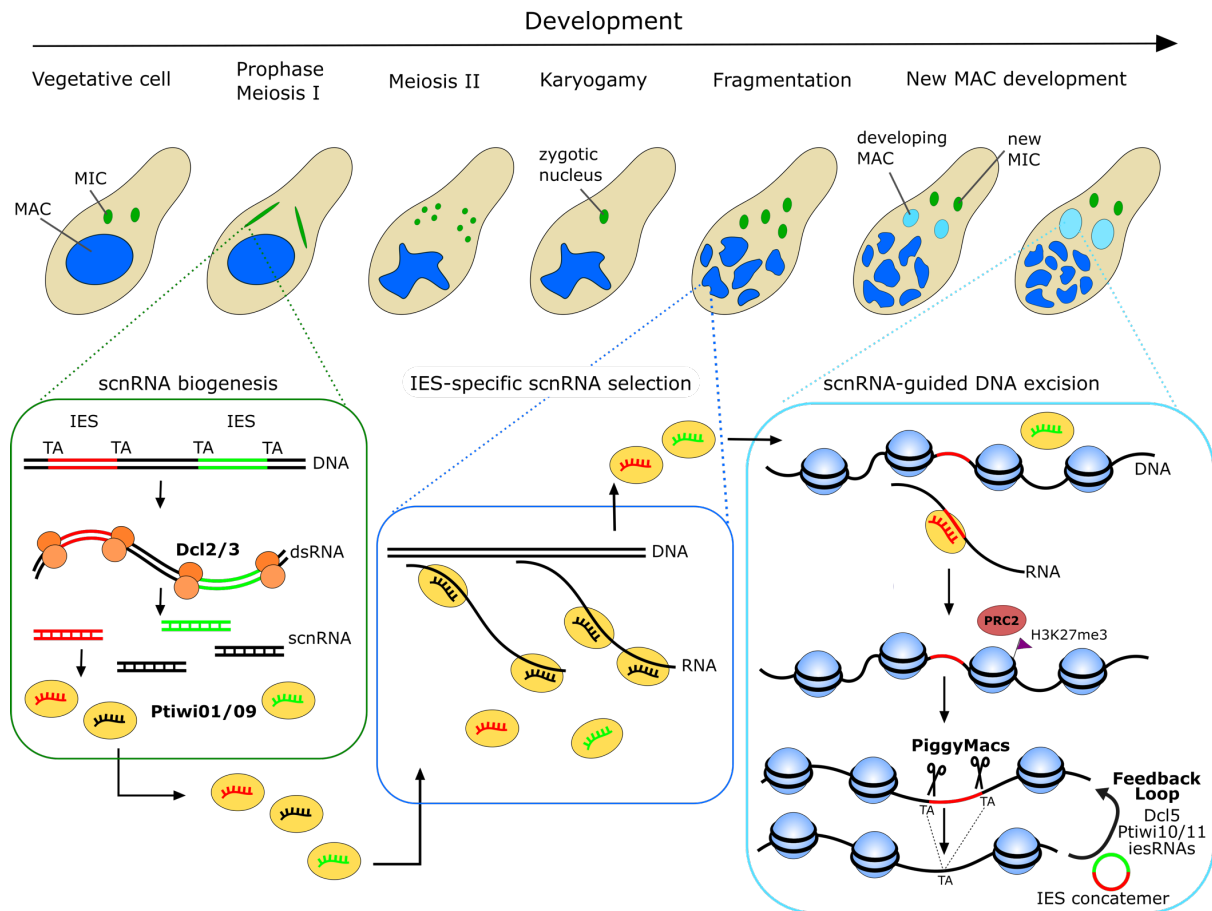 Development
Vegetative cell
Prophase
Meiosis I
Meiosis II
Karyogamy
Fragmentation
New MAC development
MIC
MAC
zygotic
nucleus
developing
MAC
new
MIC
scnRNA biogenesis
IES
IES
TA
TA
TA
TA
DNA
Dcl2/3
dsRNA
scnRNA
Ptiwi01/09
IES-specific scnRNA selection
DNA
RNA
scnRNA-guided DNA excision
DNA
RNA
PRC2
H3K27me3
PiggyMacs
TA
TA
TA
Feedback
Loop
Dcl5
Ptiwi10/11
iesRNAs
IES concatemer